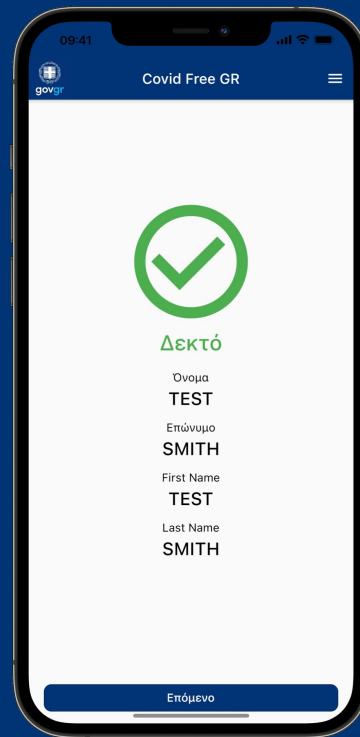 09:41
govgr
Covid Free GR
Δεκτό
Όνομα
TEST
Επώνυμο
SMITH
First Name
TEST
Last Name
SMITH
Επόμενο